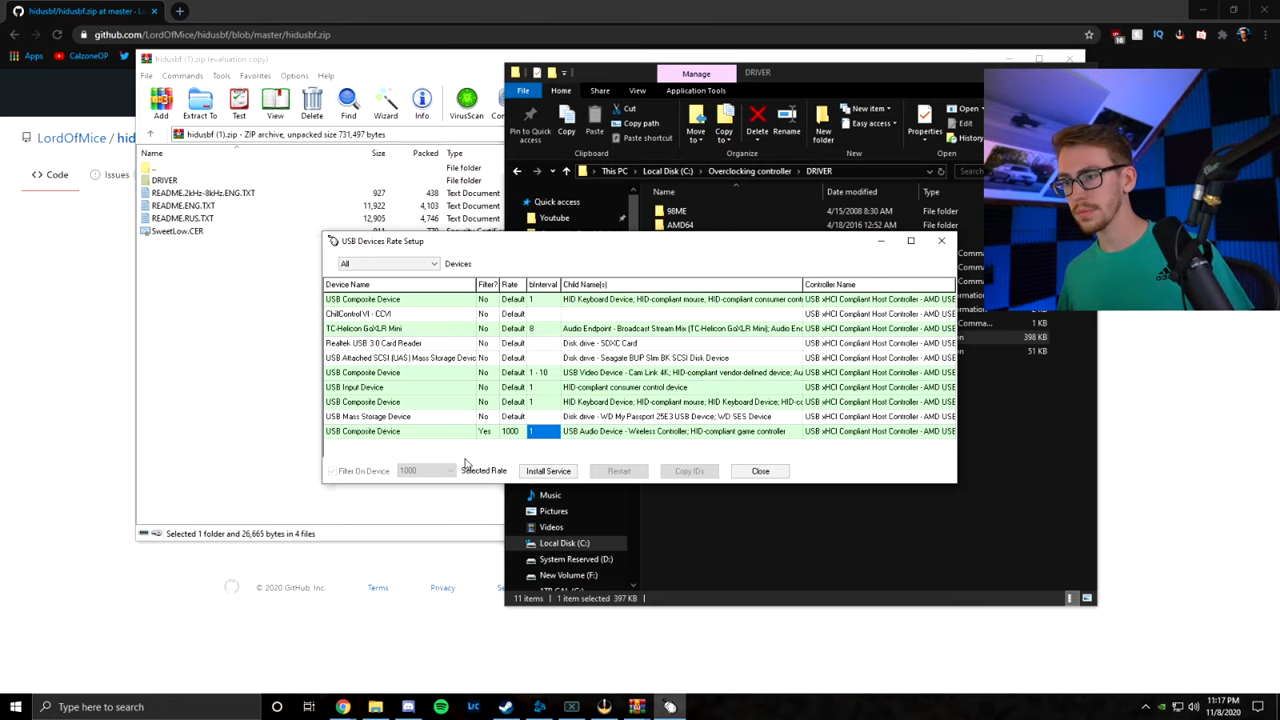 hidusbf/hidusbf.zip at master ·
github.com/LordOfMice/hidusbf/blob/master/hidusbf.zip
Apps
CalzoneOP
LordOfMice
Code
Issues
hidusbf (1).zip (evaluation copy)
File Commands Tools Favorites Options Help
Add Extract To Test View Delete Find Wizard Info VirusScan
hidusbf (1).zip - ZIP archive, unpacked size 731,497 bytes
Name Size Packed Type
.. File folder
DRIVER File folder
README.2kHz-8kHz.ENG.TXT 927 438 Text Document
README.ENG.TXT 11,922 4,103 Text Document
README.RUS.TXT 12,905 4,746 Text Document
SweetLow.CER
Selected 1 folder and 26,665 bytes in 4 files
Manage DRIVER
File Home Share View Application Tools
Pin to Quick access
Copy
Paste
Cut
Copy path
Paste shortcut
Clipboard
Move to
Copy to
Delete
Rename
Organize
New folder
New item
Easy access
New
Properties
Open
Edit
History
Open
This PC Local Disk (C:) Overclocking controller DRIVER
Name Date modified
Quick access
Youtube
98ME 4/15/2008 8:30 AM
AMD64 4/18/2016 12:52 AM
USB Devices Rate Setup
All Devices
Device Name Filter? Rate bInterval Child Name(s) Controller Name
USB Composite Device No Default 1 HID Keyboard Device; HID-compliant mouse; HID-compliant consumer cont USB xHCI Compliant Host Controller - AMD USE
ChillControl VI - CCVI No Default USB xHCI Compliant Host Controller - AMD USE
TC-Helicon GoXLR Mini No Default 8 Audio Endpoint - Broadcast Stream Mix (TC-Helicon GoXLR Mini); Audio En USB xHCI Compliant Host Controller - AMD USE
Realtek USB 3.0 Card Reader No Default Disk drive - SDXC Card USB xHCI Compliant Host Controller - AMD USE
USB Attached SCSI (UAS) Mass Storage Devic No Default Disk drive - Seagate BUP Slim BK SCSI Disk Device USB xHCI Compliant Host Controller - AMD USE
USB Composite Device No Default 1 - 10 USB Video Device - Cam Link 4K; HID-compliant vendor-defined device; Au USB xHCI Compliant Host Controller - AMD USE
USB Input Device No Default 1 HID-compliant consumer control device USB xHCI Compliant Host Controller - AMD USE
USB Composite Device No Default 1 HID Keyboard Device; HID-compliant mouse; HID Keyboard Device; HID-co USB xHCI Compliant Host Controller - AMD USE
USB Mass Storage Device No Default Disk drive - WD My Passport 25E3 USB Device; WD SES Device USB xHCI Compliant Host Controller - AMD USE
USB Composite Device Yes 1000 1 USB Audio Device - Wireless Controller; HID-compliant game controller USB xHCI Compliant Host Controller - AMD USE
Filter On Device 1000 Selected Rate Install Service Restart Copy IDs Close
1 KB
398 KB
51 KB
Music
Pictures
Videos
Local Disk (C:)
System Reserved (D:)
New Volume (F:)
11 items 1 item selected 397 KB
© 2020 GitHub, Inc. Terms Privacy
Type here to search
11:17 PM
11/8/2020